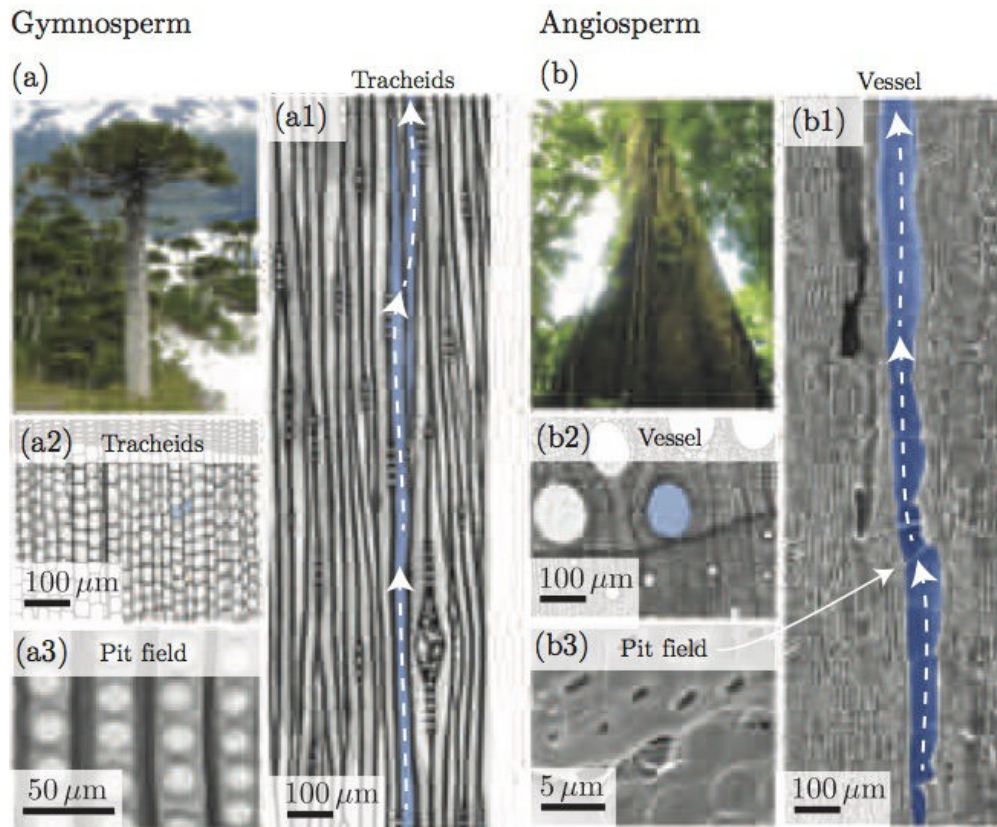 Gymnosperm
(a)
Tracheids
(a1)
(a2) Tracheids
100 μm
(a3) Pit field
50 μm
100 μm
Angiosperm
(b)
Vessel
(b1)
(b2) Vessel
100 μm
(b3) Pit field
5 μm
100 μm